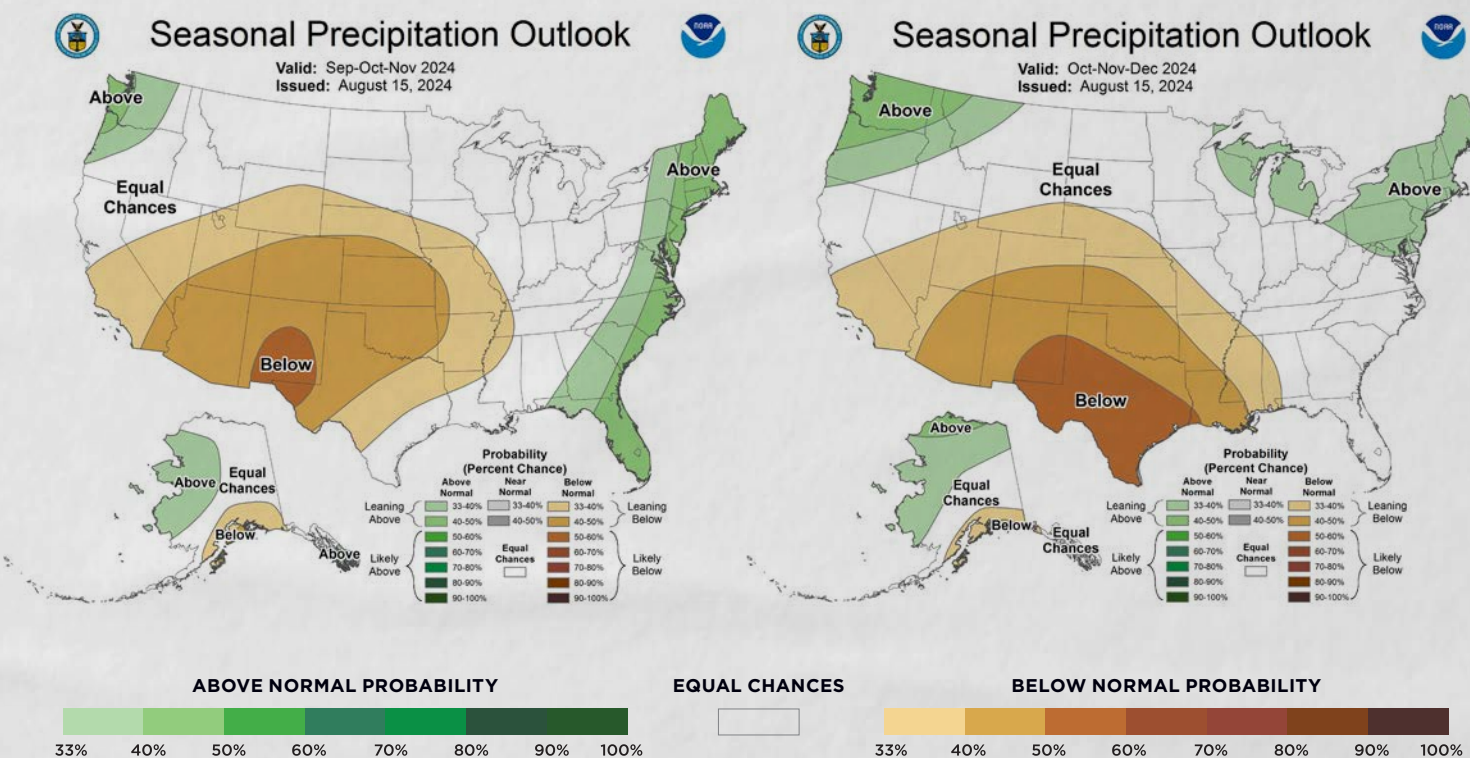 NOAA
Seasonal Precipitation Outlook
Valid: Sep-Oct-Nov 2024
Issued: August 15, 2024
Above
Equal
Chances
Above
Below
Above
Equal
Chances
Below
Above
Probability
(Percent Chance)
Above
Normal
Near
Normal
Below
Normal
Leaning
Above
33-40%
33-40%
33-40%
Leaning
Below
40-50%
40-50%
40-50%
Likely
Above
50-60%
Equal
Chances
50-60%
Likely
Below
60-70%
60-70%
70-80%
70-80%
80-90%
80-90%
90-100%
90-100%
NOAA
Seasonal Precipitation Outlook
Valid: Oct-Nov-Dec 2024
Issued: August 15, 2024
Above
Equal
Chances
Above
Below
Above
Equal
Chances
Below
Equal
Chances
Probability
(Percent Chance)
Above
Normal
Near
Normal
Below
Normal
Leaning
Above
33-40%
33-40%
33-40%
Leaning
Below
40-50%
40-50%
40-50%
Likely
Above
50-60%
Equal
Chances
50-60%
Likely
Below
60-70%
60-70%
70-80%
70-80%
80-90%
80-90%
90-100%
90-100%
ABOVE NORMAL PROBABILITY
33% 40% 50% 60% 70% 80% 90% 100%
EQUAL CHANCES
BELOW NORMAL PROBABILITY
33% 40% 50% 60% 70% 80% 90% 100%